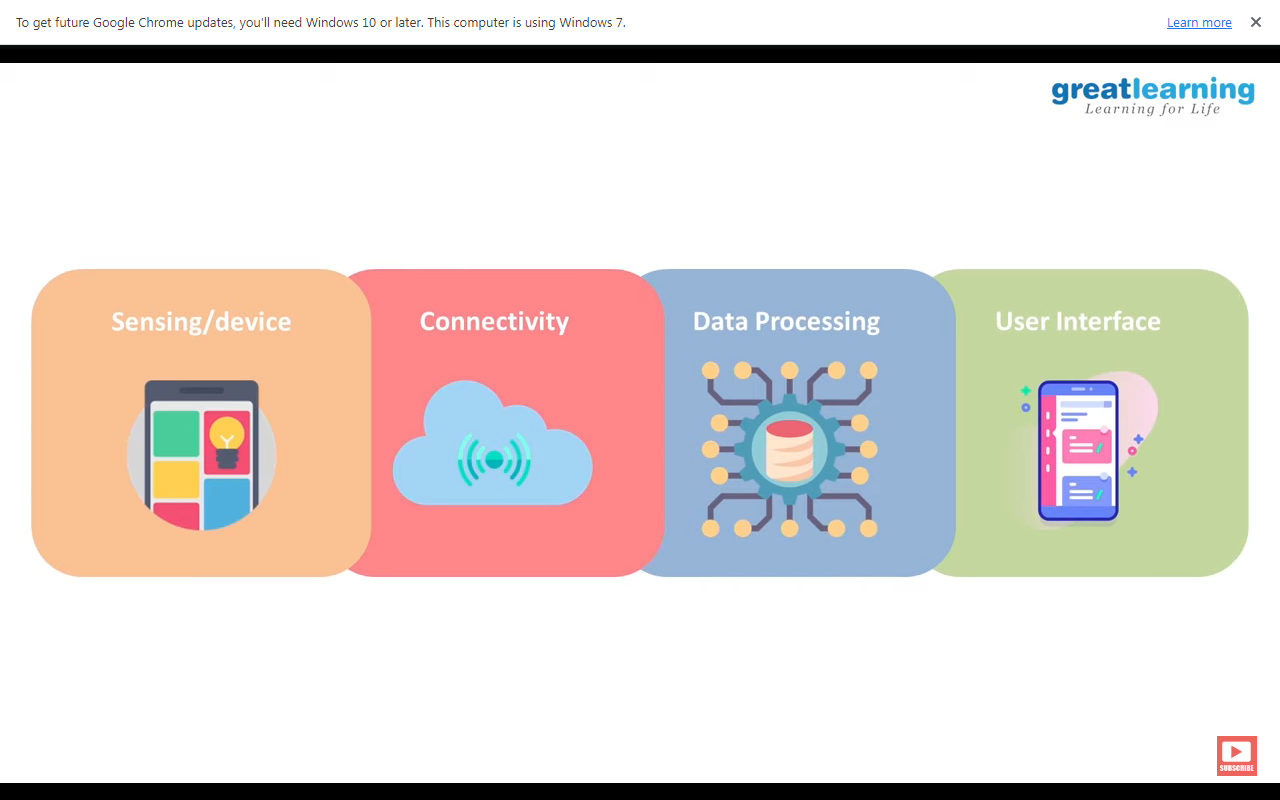 To get future Google Chrome updates, you'll need Windows 10 or later. This computer is using Windows 7.
Learn more
greatlearning
Learning for Life
Sensing/device
Connectivity
Data Processing
User Interface
SUBSCRIBE